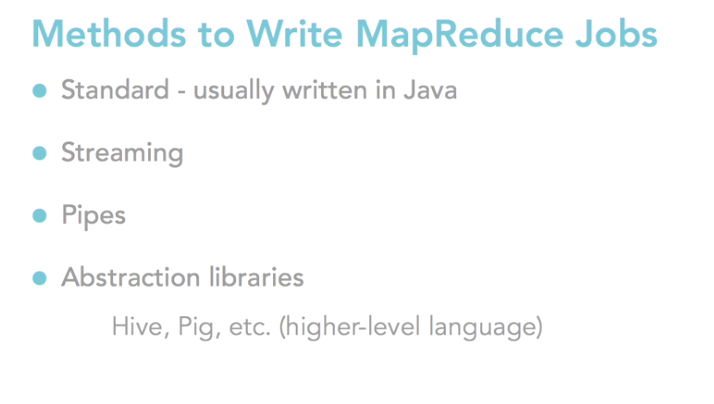 Methods to Write MapReduce Jobs
● Standard - usually written in Java
● Streaming
● Pipes
● Abstraction libraries
Hive, Pig, etc. (higher-level language)